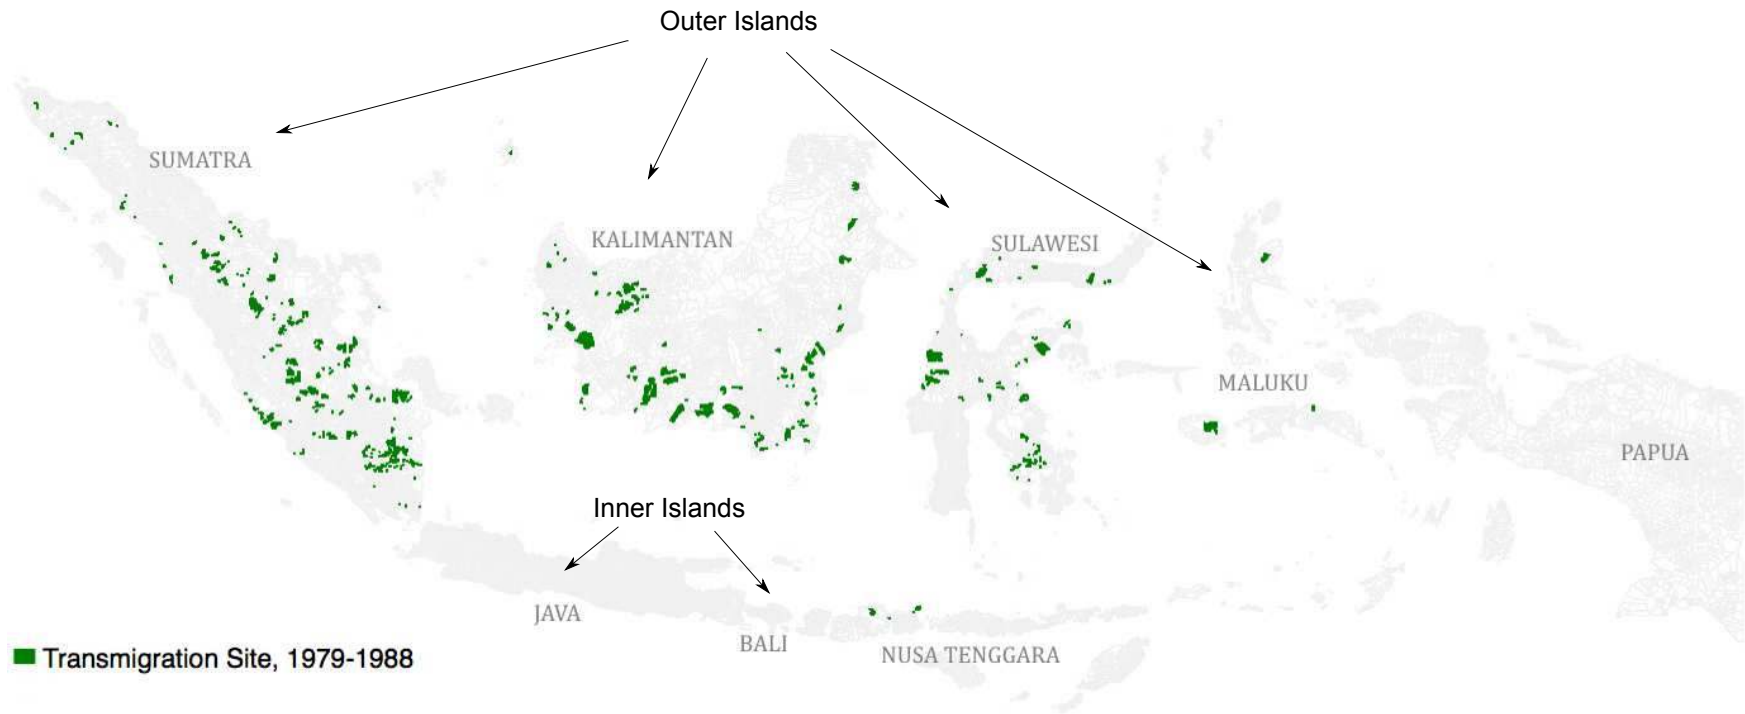 Outer Islands
SUMATRA
KALIMANTAN
SULAWESI
MALUKU
PAPUA
Inner Islands
JAVA
BALI
NUSA TENGGARA
Transmigration Site, 1979-1988